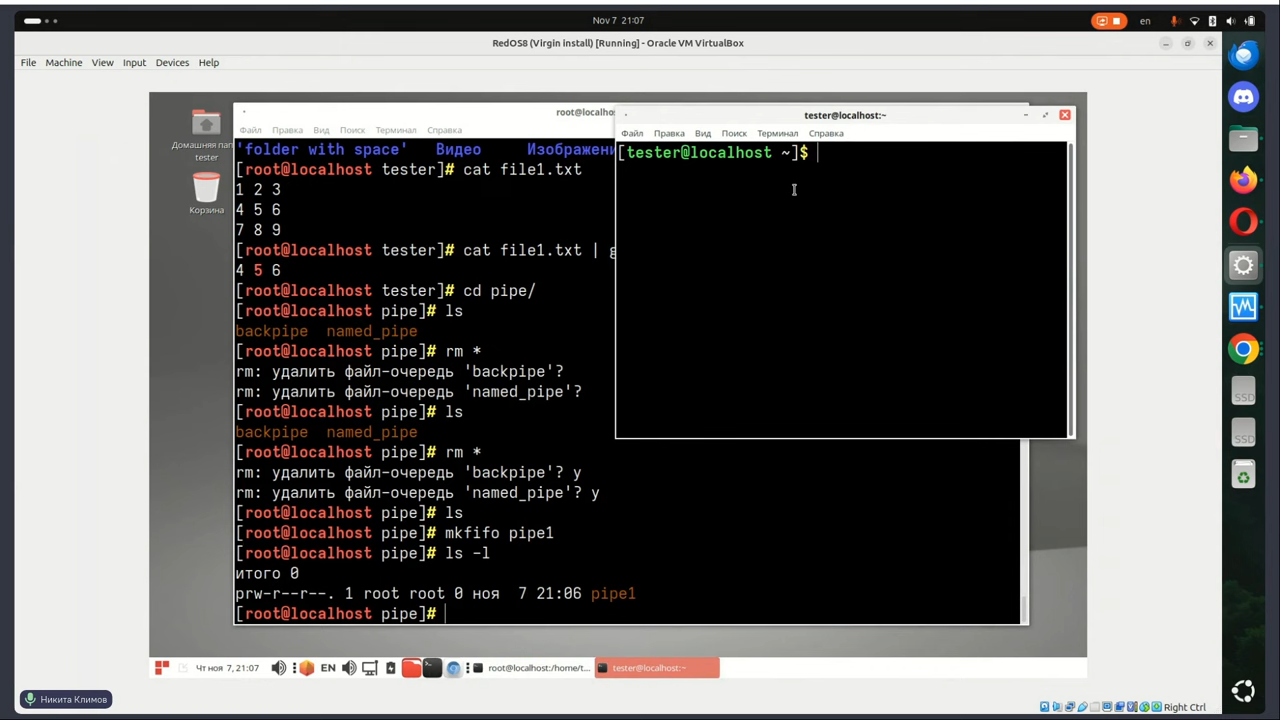 Nov 7 21:07
en
RedOS8 (Virgin install) [Running] - Oracle VM VirtualBox
File Machine View Input Devices Help
Домашняя пап
tester
Корзина
root@localhos
Файл Правка Вид Поиск Терминал Справка
'folder with space' Видео Изображени
[root@localhost tester]# cat file1.txt
1 2 3
4 5 6
7 8 9
[root@localhost tester]# cat file1.txt | g
4 5 6
[root@localhost tester]# cd pipe/
[root@localhost pipe]# ls
backpipe named_pipe
[root@localhost pipe]# rm *
rm: удалить файл-очередь 'backpipe'?
rm: удалить файл-очередь 'named_pipe'?
[root@localhost pipe]# ls
backpipe named_pipe
[root@localhost pipe]# rm *
rm: удалить файл-очередь 'backpipe'? y
rm: удалить файл-очередь 'named_pipe'? y
[root@localhost pipe]# ls
[root@localhost pipe]# mkfifo pipe1
[root@localhost pipe]# ls -l
итого 0
prw-r--r--. 1 root root 0 ноя 7 21:06 pipe1
[root@localhost pipe]#
tester@localhost:~
Файл Правка Вид Поиск Терминал Справка
[tester@localhost ~]$
Чт ноя 7, 21:07
EN
root@localhost:/home/t...
tester@localhost:~
Никита Климов
Right Ctrl
SSD
SSD